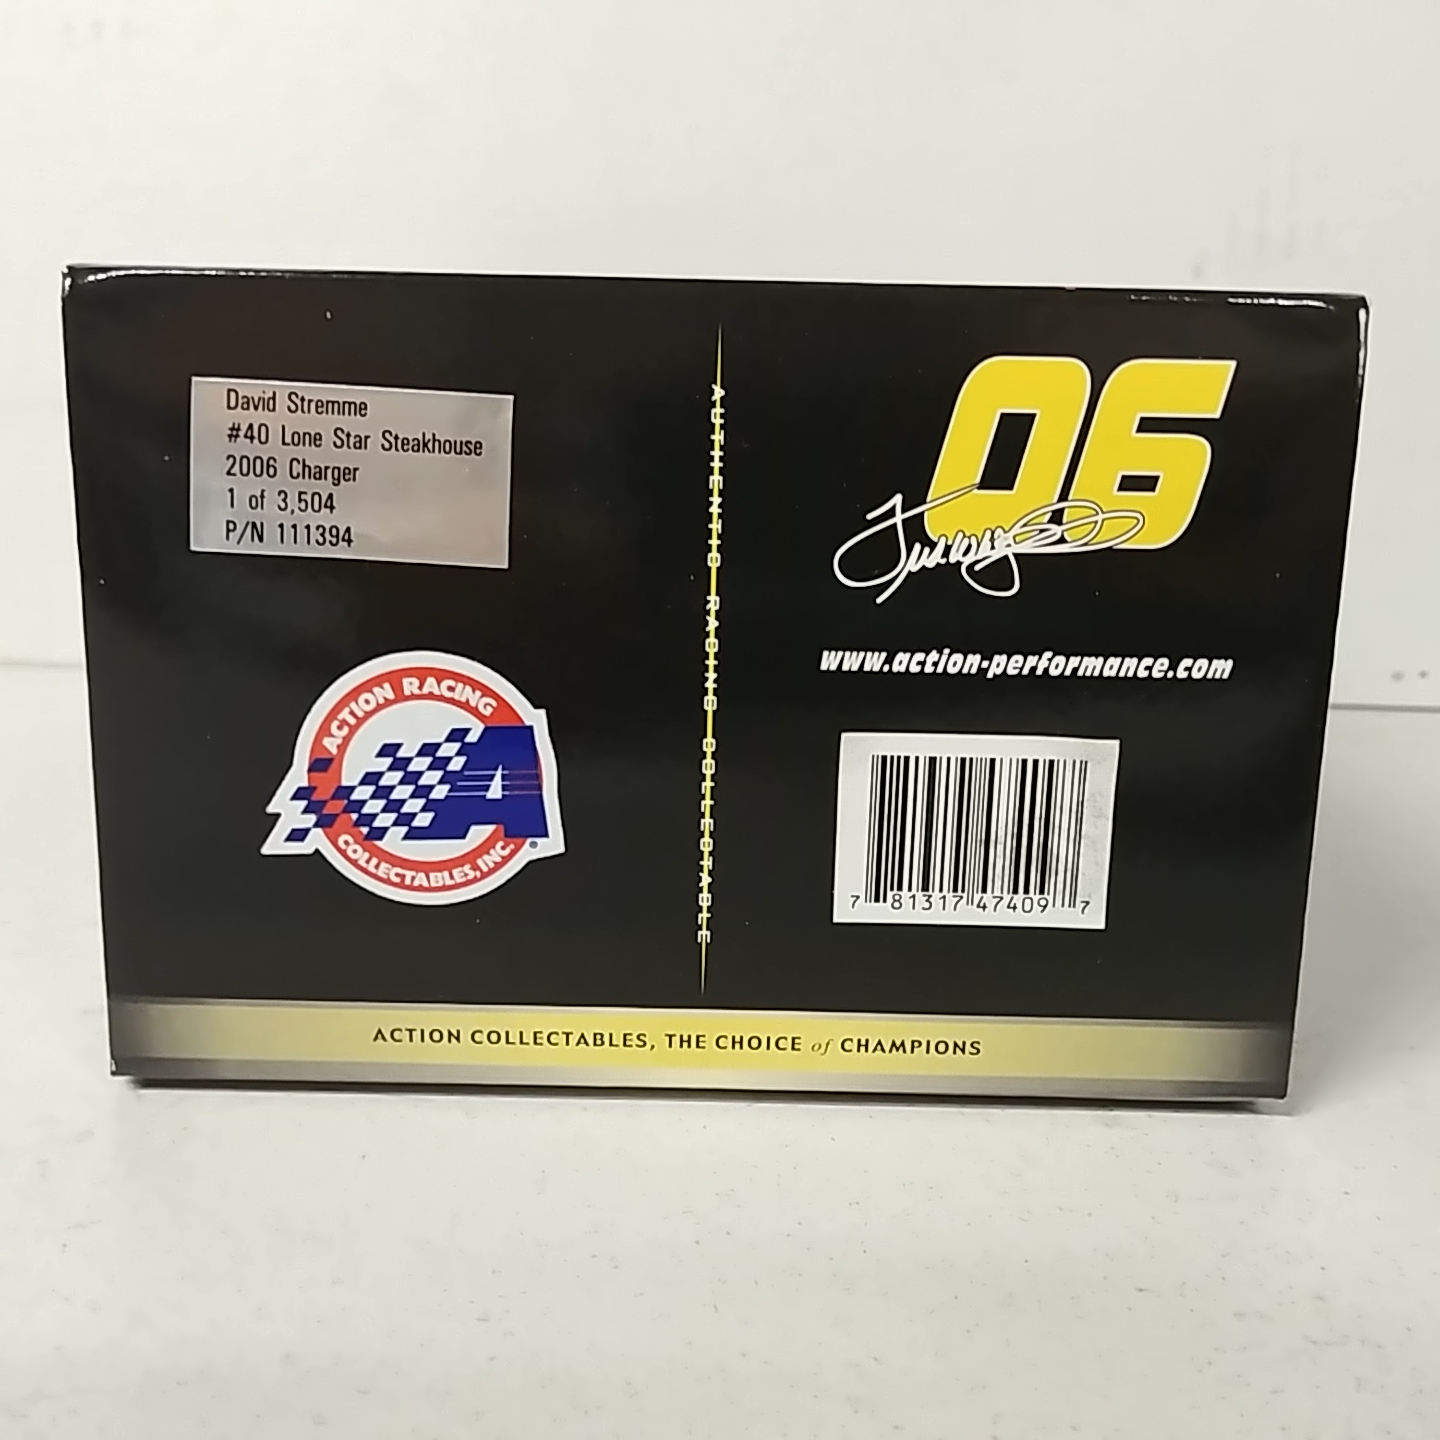 David Stremme
#40 Lone Star Steakhouse
2006 Charger
1 of 3,504
P/N 111394
ACTION RACING
COLLECTABLES, INC.
AUTHENTIC RACING COLLECTABLE
06
www.action-performance.com
7 81317 47409 7
ACTION COLLECTABLES, THE CHOICE of CHAMPIONS